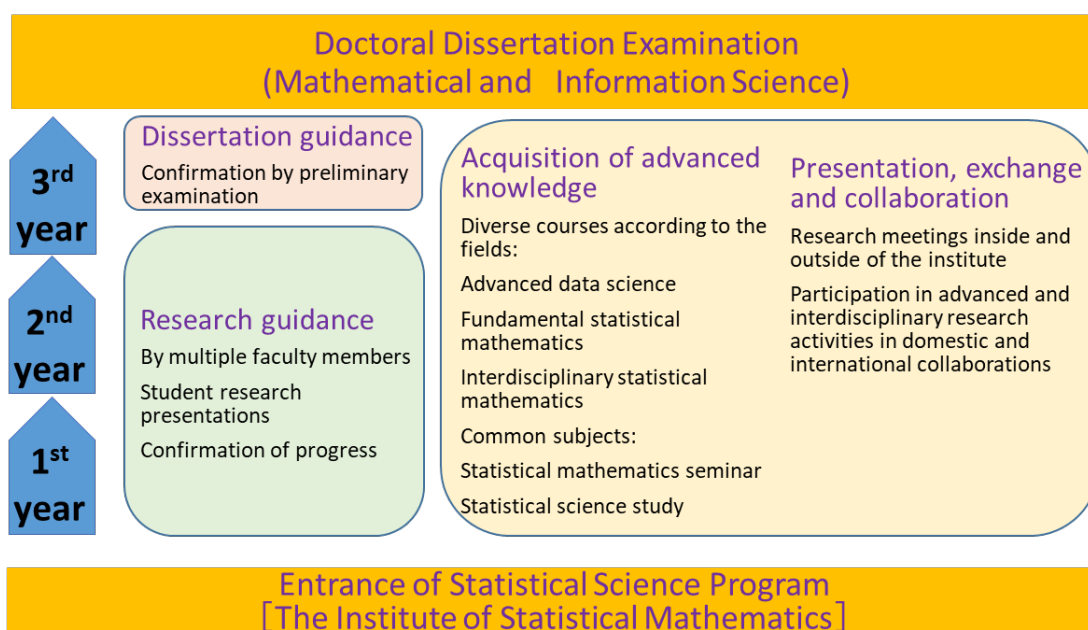 Doctoral Dissertation Examination
(Mathematical and Information Science)
3rd
year
2nd
year
1st
year
Dissertation guidance
Confirmation by preliminary
examination
Research guidance
By multiple faculty members
Student research
presentations
Confirmation of progress
Acquisition of advanced
knowledge
Diverse courses according to the
fields:
Advanced data science
Fundamental statistical
mathematics
Interdisciplinary statistical
mathematics
Common subjects:
Statistical mathematics seminar
Statistical science study
Presentation, exchange
and collaboration
Research meetings inside and
outside of the institute
Participation in advanced and
interdisciplinary research
activities in domestic and
international collaborations
Entrance of Statistical Science Program
[The Institute of Statistical Mathematics]